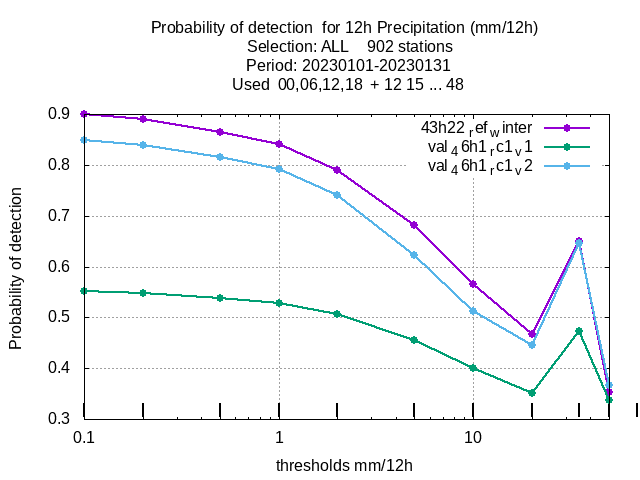 Probability of detection  for 12h Precipitation (mm/12h)
Selection: ALL    902 stations
Period: 20230101-20230131
Used  00,06,12,18  + 12 15 ... 48
43h22_ref_winter
val_46h1_rc1_v1
val_46h1_rc1_v2
Probability of detection
0.9
0.8
0.7
0.6
0.5
0.4
0.3
0.1
1
10
thresholds mm/12h